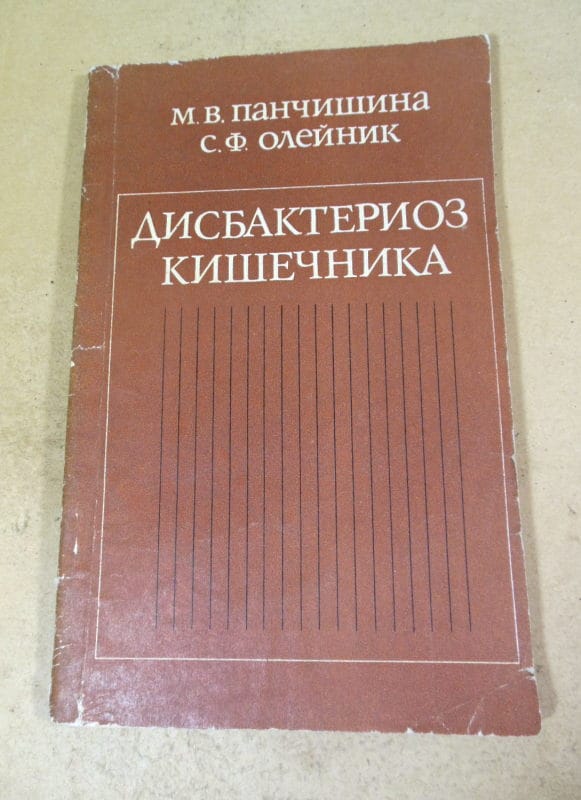 М. В. ПАНЧИШИНА
С. Ф. ОЛЕЙНИК
ДИСБАКТЕРИОЗ
КИШЕЧНИКА